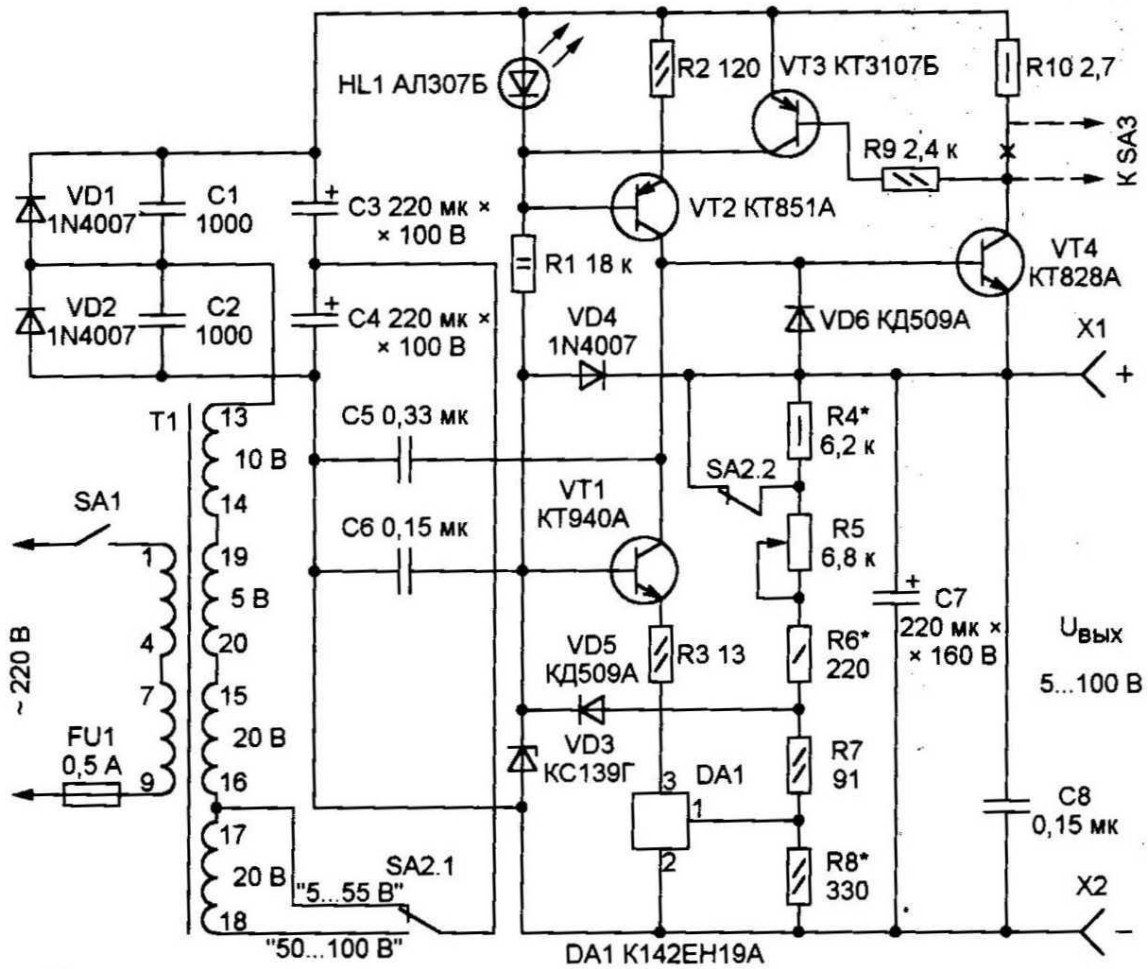 HL1 АЛ307Б
R2 120
VT3 КТ3107Б
R10 2,7
К SA3
R9 2,4 к
VD1
1N4007
C1
1000
+
C3 220 мк ×
× 100 В
VT2 КТ851А
R1 18 к
VT4
КТ828А
VD2
1N4007
C2
1000
+
C4 220 мк ×
× 100 В
VD4
1N4007
VD6 КД509А
X1
+
T1
13
10 В
14
C5 0,33 мк
R4*
6,2 к
SA2.2
SA1
VT1
КТ940А
C6 0,15 мк
R5
6,8 к
1
4
7
9
19
5 В
20
+
C7
220 мк ×
× 160 В
Uвых
5...100 В
~ 220 В
R3 13
R6*
220
VD5
КД509А
15
20 В
16
FU1
0,5 А
VD3
КС139Г
DA1
3
1
2
R7
91
C8
0,15 мк
17
20 В
18
SA2.1
"5...55 В"
"50...100 В"
R8*
330
X2
−
DA1 К142ЕН19А